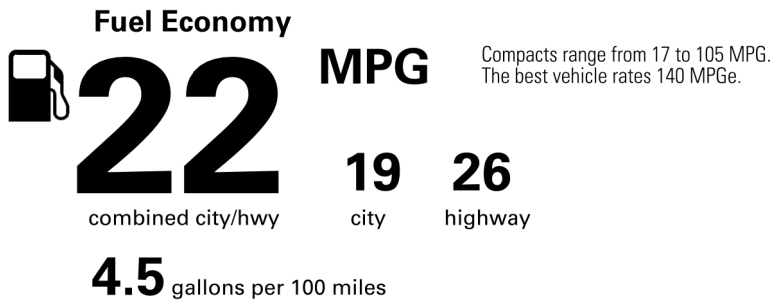 Fuel Economy
22 MPG
Compacts range from 17 to 105 MPG.
The best vehicle rates 140 MPGe.
19 26
combined city/hwy city highway
4.5 gallons per 100 miles